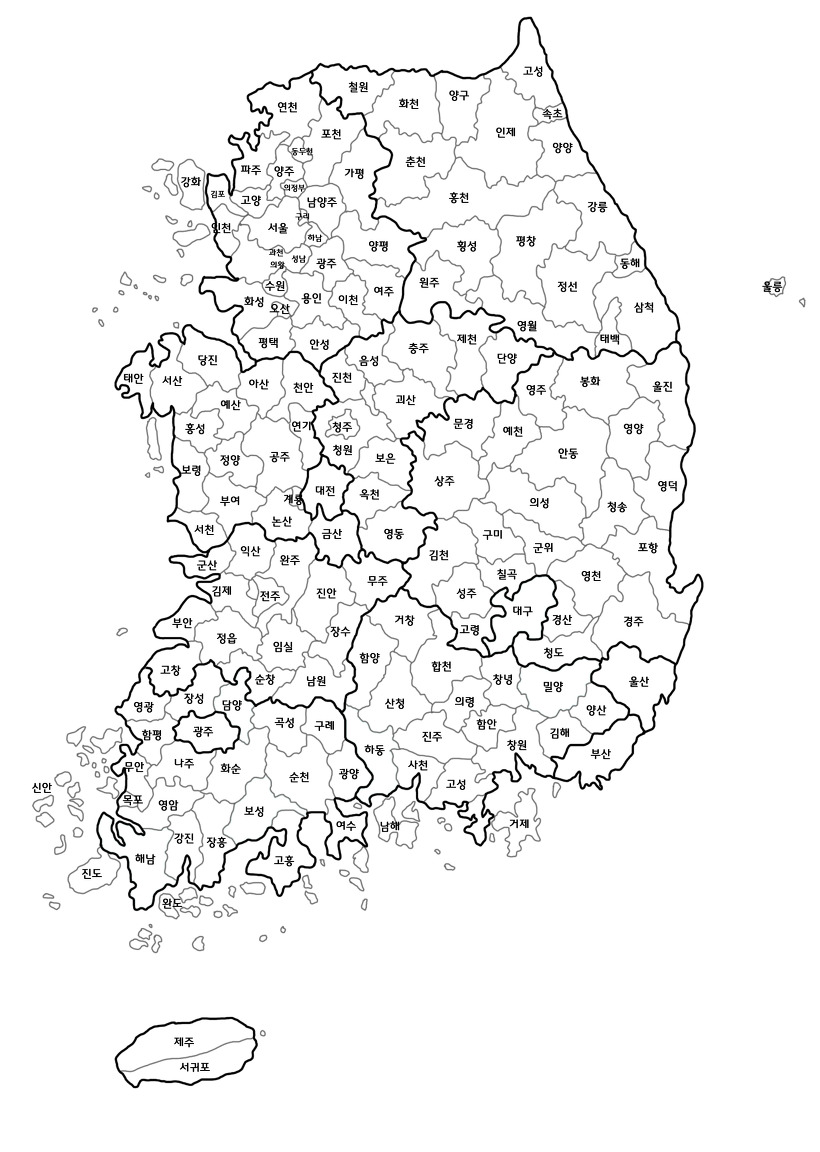 고성
철원
화천
양구
연천
속초
포천
인제
동두천
양양
춘천
파주
양주
가평
강화
의정부
김포
고양
남양주
홍천
강릉
구리
인천
서울
하남
양평
횡성
평창
과천
성남
의왕
광주
동해
수원
원주
정선
울릉
화성
오산
용인
이천
여주
삼척
영월
평택
안성
제천
태백
당진
음성
충주
단양
태안
서산
아산
천안
진천
영주
봉화
울진
예산
괴산
홍성
연기
청주
문경
예천
영양
정양
공주
청원
보은
안동
보령
상주
영덕
부여
계룡
대전
옥천
의성
청송
서천
논산
금산
영동
구미
군위
포항
군산
익산
완주
김천
무주
칠곡
영천
김제
전주
진안
성주
부안
거창
대구
경산
경주
정읍
임실
장수
고령
고창
함양
합천
청도
순창
남원
창녕
밀양
울산
영광
장성
담양
산청
의령
양산
함평
광주
곡성
구례
함안
진주
창원
김해
무안
나주
화순
순천
광양
하동
사천
부산
신안
목포
영암
보성
고성
여수
남해
거제
강진
장흥
해남
고흥
진도
완도
제주
서귀포